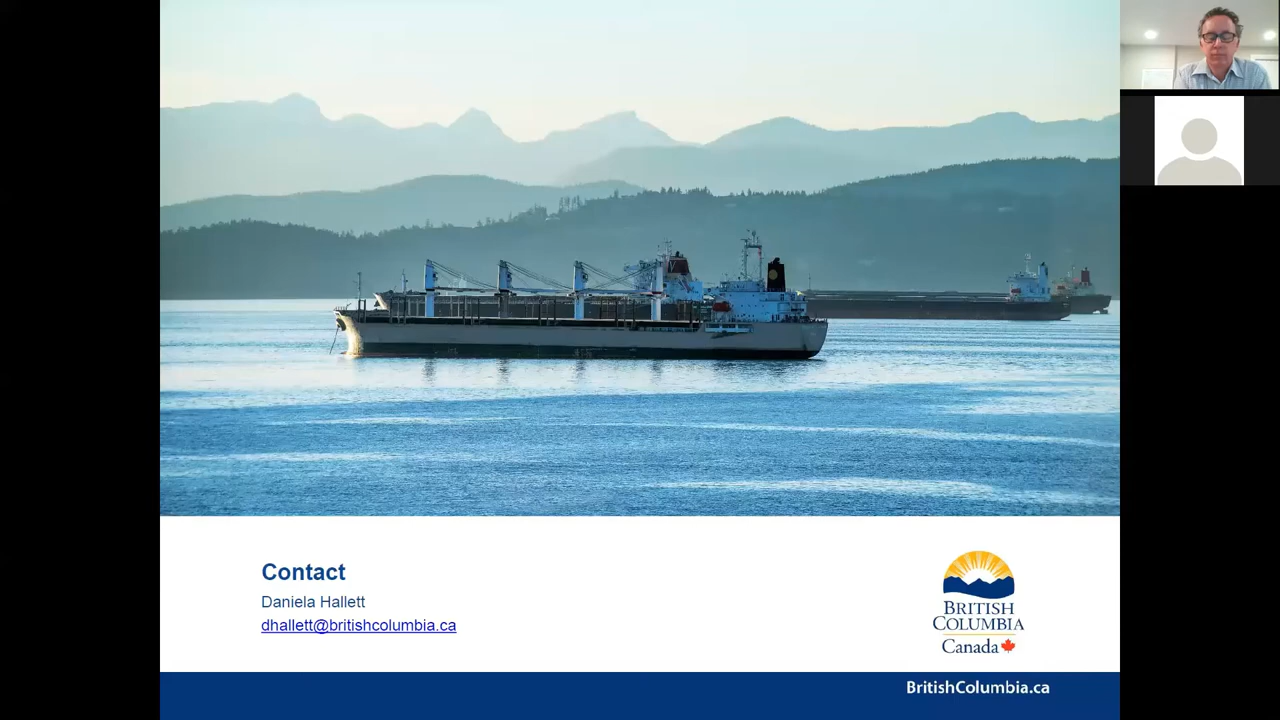 Contact
Daniela Hallett
dhallett@britishcolumbia.ca
BRITISH
COLUMBIA
Canada
BritishColumbia.ca